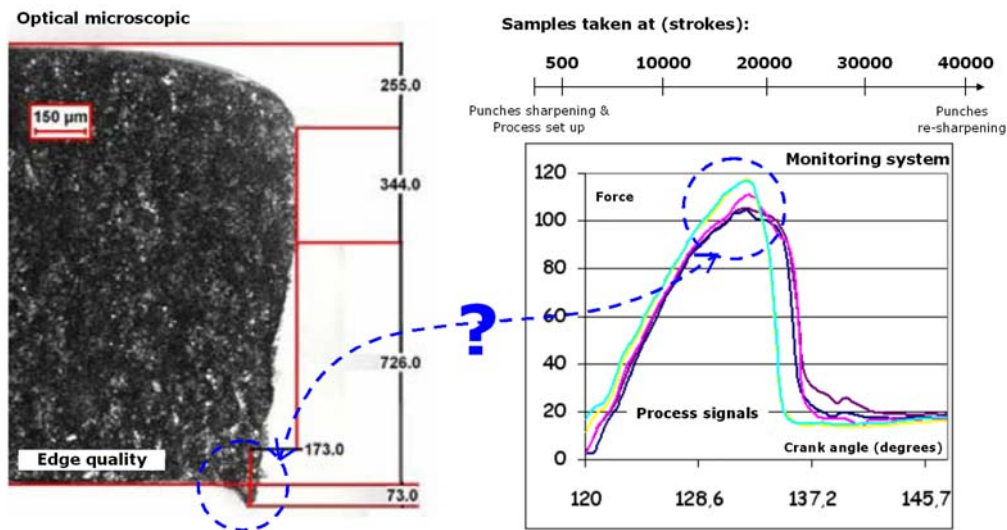 Optical microscopic
255.0
150 µm
344.0
726.0
Edge quality
173.0
73.0
?
Samples taken at (strokes):
500 10000 20000 30000 40000
Punches sharpening &
Process set up
Punches
re-sharpening
Monitoring system
120
Force
100
80
60
40
20
Process signals
0
Crank angle (degrees)
120 128,6 137,2 145,7